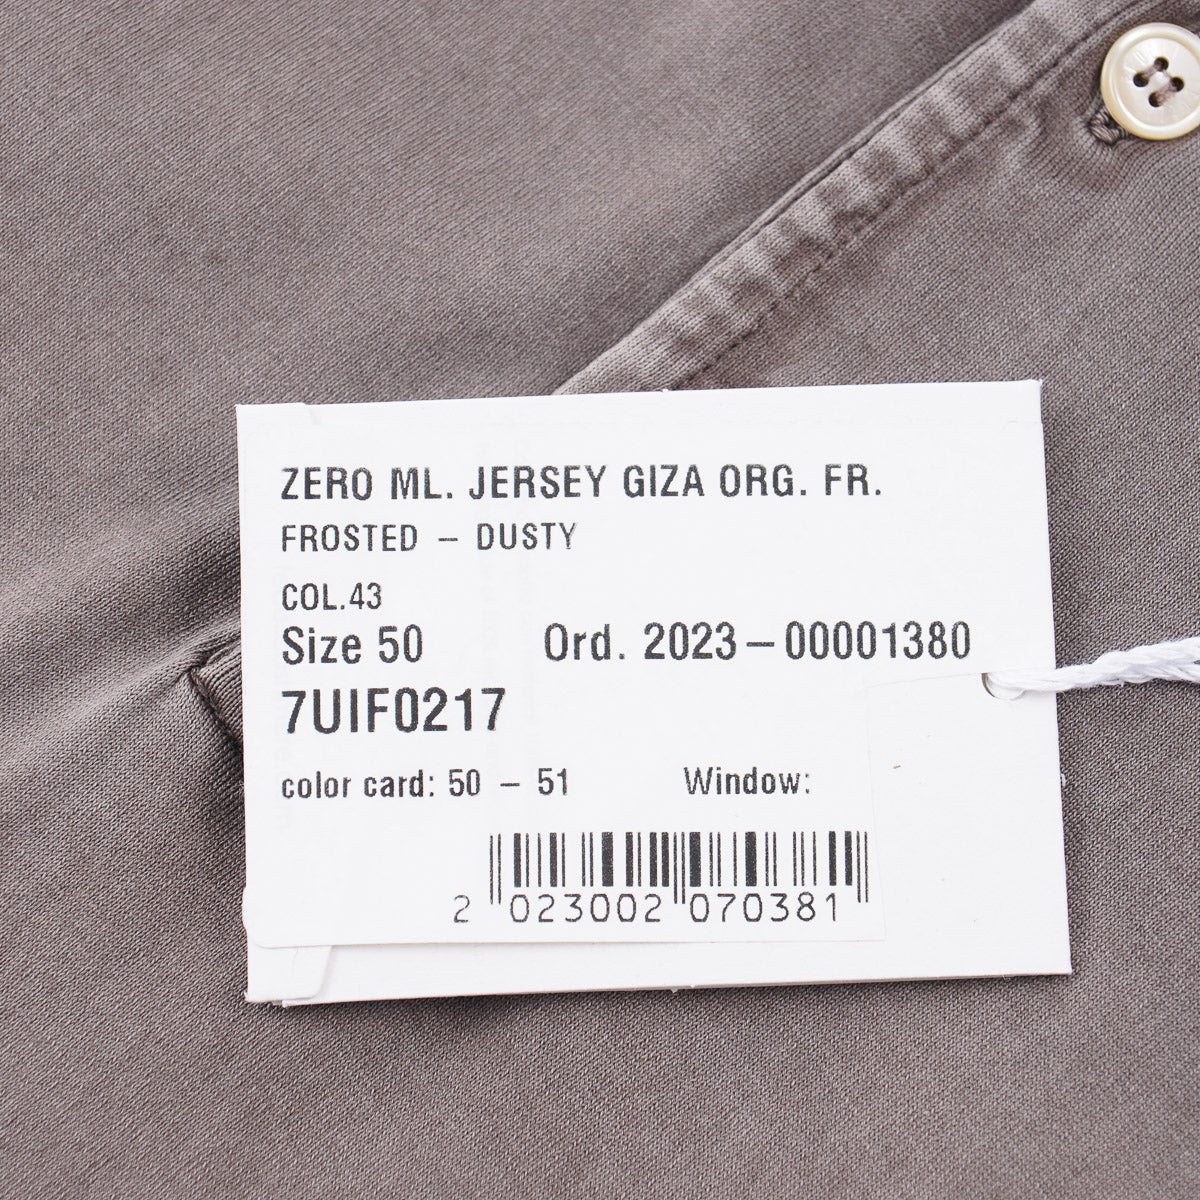 ZERO ML. JERSEY GIZA ORG. FR.
FROSTED – DUSTY
COL.43
Size 50 Ord. 2023–00001380
7UIF0217
color card: 50 – 51 Window:
2 023002 070381